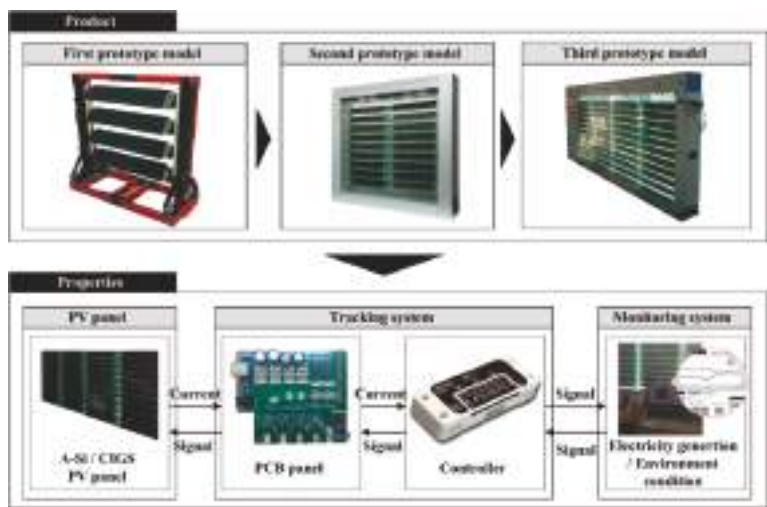 Product
First prototype model
Second prototype model
Third prototype model
Properties
PV panel
Tracking system
Monitoring system
Current
Current
Signal
Signal
Signal
Signal
A-Si / CIGS
PV panel
PCB panel
Controller
Electricity genertion
/ Environment
condition